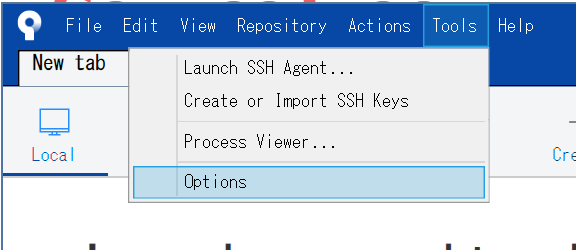 File Edit View Repository Actions Tools Help
New tab
Launch SSH Agent...
Create or Import SSH Keys
Process Viewer...
Options
Local